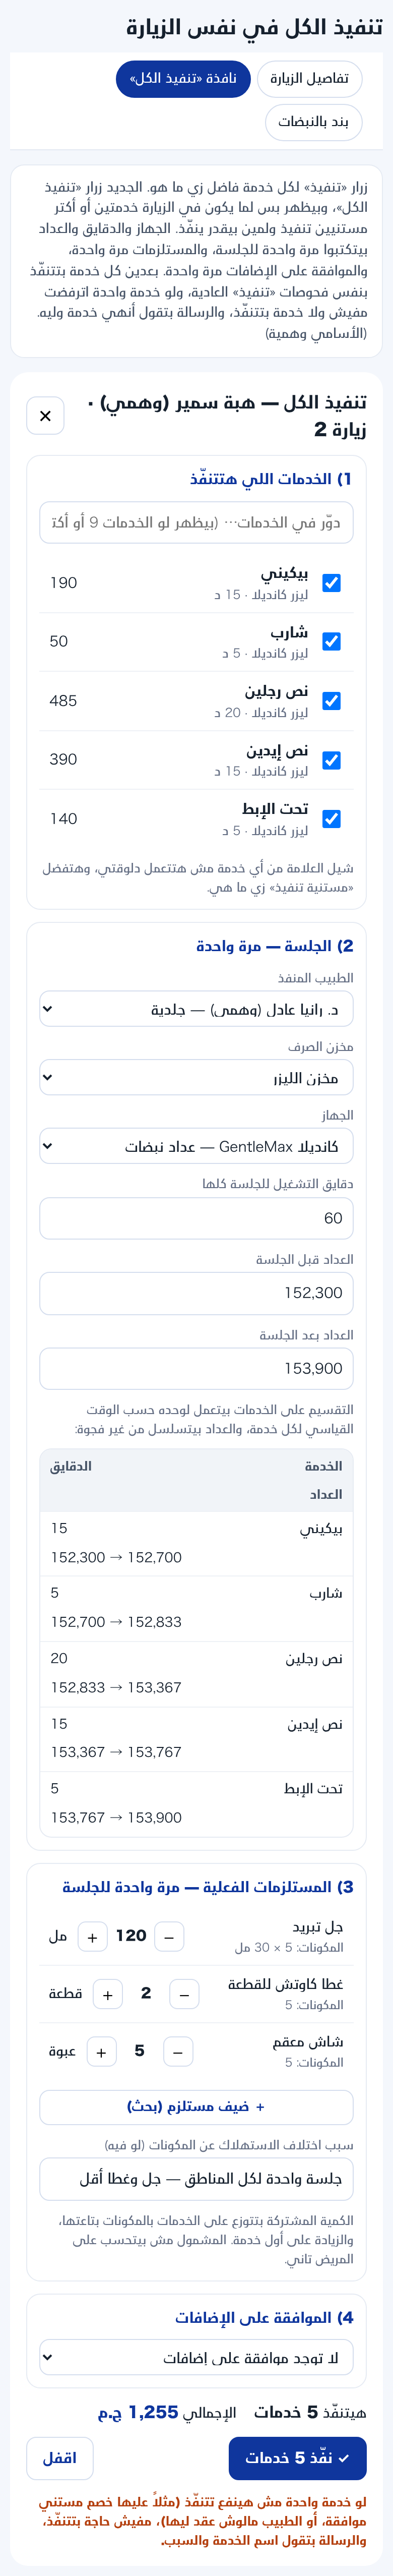 تنفيذ الكل في نفس الزيارة
تفاصيل الزيارة
نافذة «تنفيذ الكل»
بند بالنبضات
زرار «تنفيذ» لكل خدمة فاضل زي ما هو. الجديد زرار «تنفيذ
الكل»، وبيظهر بس لما يكون في الزيارة خدمتين أو أكتر
مستنيين تنفيذ ولمين بيقدر ينفّذ. الجهاز والدقايق والعداد
بيتكتبوا مرة واحدة للجلسة، والمستلزمات مرة واحدة،
والموافقة على الإضافات مرة واحدة. بعدين كل خدمة بتتنفّذ
بنفس فحوصات «تنفيذ» العادية، ولو خدمة واحدة اترفضت
مفيش ولا خدمة بتتنفّذ، والرسالة بتقول أنهي خدمة وليه.
(الأسامي وهمية)
تنفيذ الكل — هبة سمير (وهمي) ·
زيارة 2
×
1) الخدمات اللي هتتنفّذ
دوّر في الخدمات… (بيظهر لو الخدمات 9 أو أكت
بيكيني
ليزر كانديلا · 15 د
190
شارب
ليزر كانديلا · 5 د
50
نص رجلين
ليزر كانديلا · 20 د
485
نص إيدين
ليزر كانديلا · 15 د
390
تحت الإبط
ليزر كانديلا · 5 د
140
شيل العلامة من أي خدمة مش هتتعمل دلوقتي، وهتفضل
«مستنية تنفيذ» زي ما هي.
2) الجلسة — مرة واحدة
الطبيب المنفذ
د. رانيا عادل (وهمي) — جلدية
مخزن الصرف
مخزن الليزر
الجهاز
كانديلا GentleMax — عداد نبضات
دقايق التشغيل للجلسة كلها
60
العداد قبل الجلسة
152,300
العداد بعد الجلسة
153,900
التقسيم على الخدمات بيتعمل لوحده حسب الوقت
القياسي لكل خدمة، والعداد بيتسلسل من غير فجوة:
الخدمة
الدقايق
العداد
بيكيني
15
152,300 → 152,700
شارب
5
152,700 → 152,833
نص رجلين
20
152,833 → 153,367
نص إيدين
15
153,367 → 153,767
تحت الإبط
5
153,767 → 153,900
3) المستلزمات الفعلية — مرة واحدة للجلسة
جل تبريد
المكونات: 5 × 30 مل
− 120 + مل
غطا كاوتش للقطعة
المكونات: 5
− 2 + قطعة
شاش معقم
المكونات: 5
− 5 + عبوة
+ ضيف مستلزم (بحث)
سبب اختلاف الاستهلاك عن المكونات (لو فيه)
جلسة واحدة لكل المناطق — جل وغطا أقل
الكمية المشتركة بتتوزع على الخدمات بالمكونات بتاعتها،
والزيادة على أول خدمة. المشمول مش بيتحسب على
المريض تاني.
4) الموافقة على الإضافات
لا توجد موافقة على إضافات
هيتنفّذ 5 خدمات
الإجمالي 1,255 ج.م
✓ نفّذ 5 خدمات
اقفل
لو خدمة واحدة مش هينفع تتنفّذ (مثلاً عليها خصم مستني
موافقة، أو الطبيب مالوش عقد ليها)، مفيش حاجة بتتنفّذ،
والرسالة بتقول اسم الخدمة والسبب.